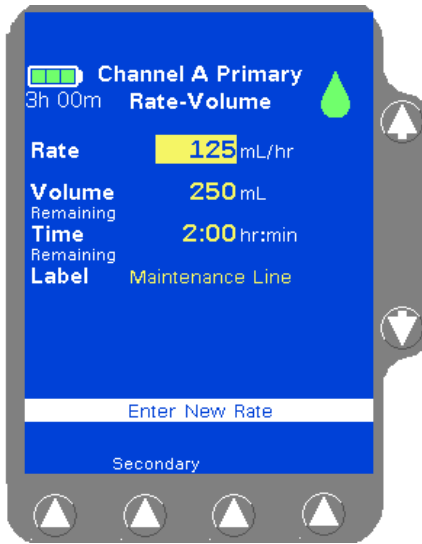 Channel A Primary
3h 00m Rate-Volume
Rate 125 mL/hr
Volume 250 mL
Remaining
Time 2:00 hr:min
Remaining
Label Maintenance Line
Enter New Rate
Secondary